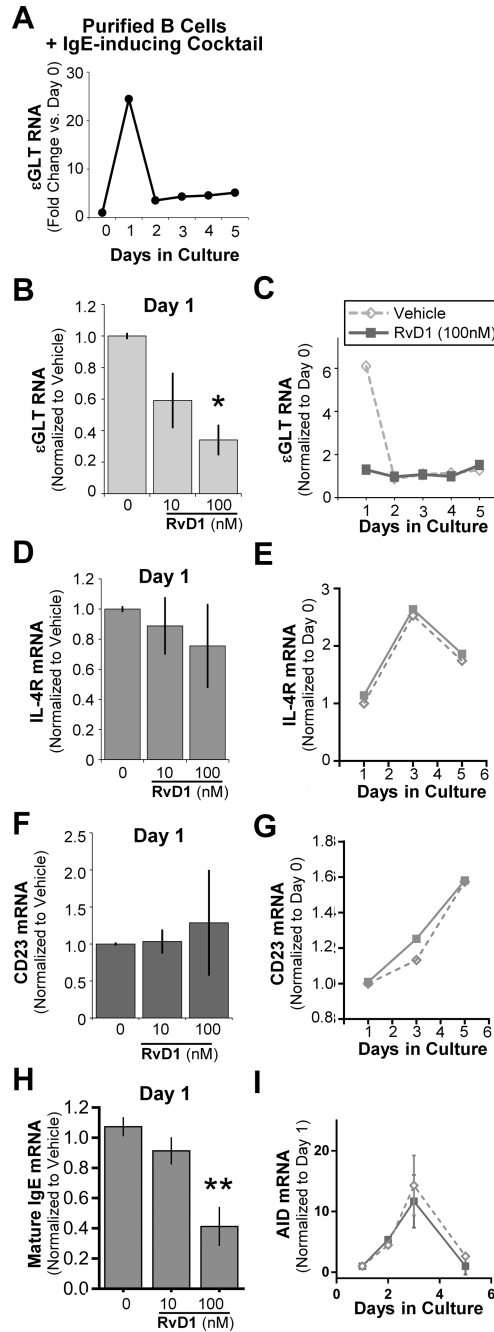 A
Purified B Cells
+ IgE-inducing Cocktail
εGLT RNA
(Fold Change vs. Day 0)
30
20
10
0
0 1 2 3 4 5
Days in Culture
B
Day 1
εGLT RNA
(Normalized to Vehicle)
1.2
1.0
0.8
0.6
0.4
0.2
0
*
0 10 100
RvD1 (nM)
C
Vehicle
RvD1 (100nM)
εGLT RNA
(Normalized to Day 0)
6
4
2
0
1 2 3 4 5
Days in Culture
D
Day 1
IL-4R mRNA
(Normalized to Vehicle)
1.2
1.0
0.8
0.6
0.4
0.2
0
0 10 100
RvD1 (nM)
E
IL-4R mRNA
(Normalized to Day 0)
3
2
1
0
0 1 2 3 4 5 6
Days in Culture
F
Day 1
CD23 mRNA
(Normalized to Vehicle)
2.5
2.0
1.5
1.0
0.5
0
0 10 100
RvD1 (nM)
G
CD23 mRNA
(Normalized to Day 0)
1.8
1.6
1.4
1.2
1.0
0.8
0 2 4 6
Days in Culture
H
Day 1
Mature IgE mRNA
(Normalized to Vehicle)
1.2
1.0
0.8
0.6
0.4
0.2
0
**
0 10 100
RvD1 (nM)
I
AID mRNA
(Normalized to Day 1)
20
10
0
0 2 4 6
Days in Culture